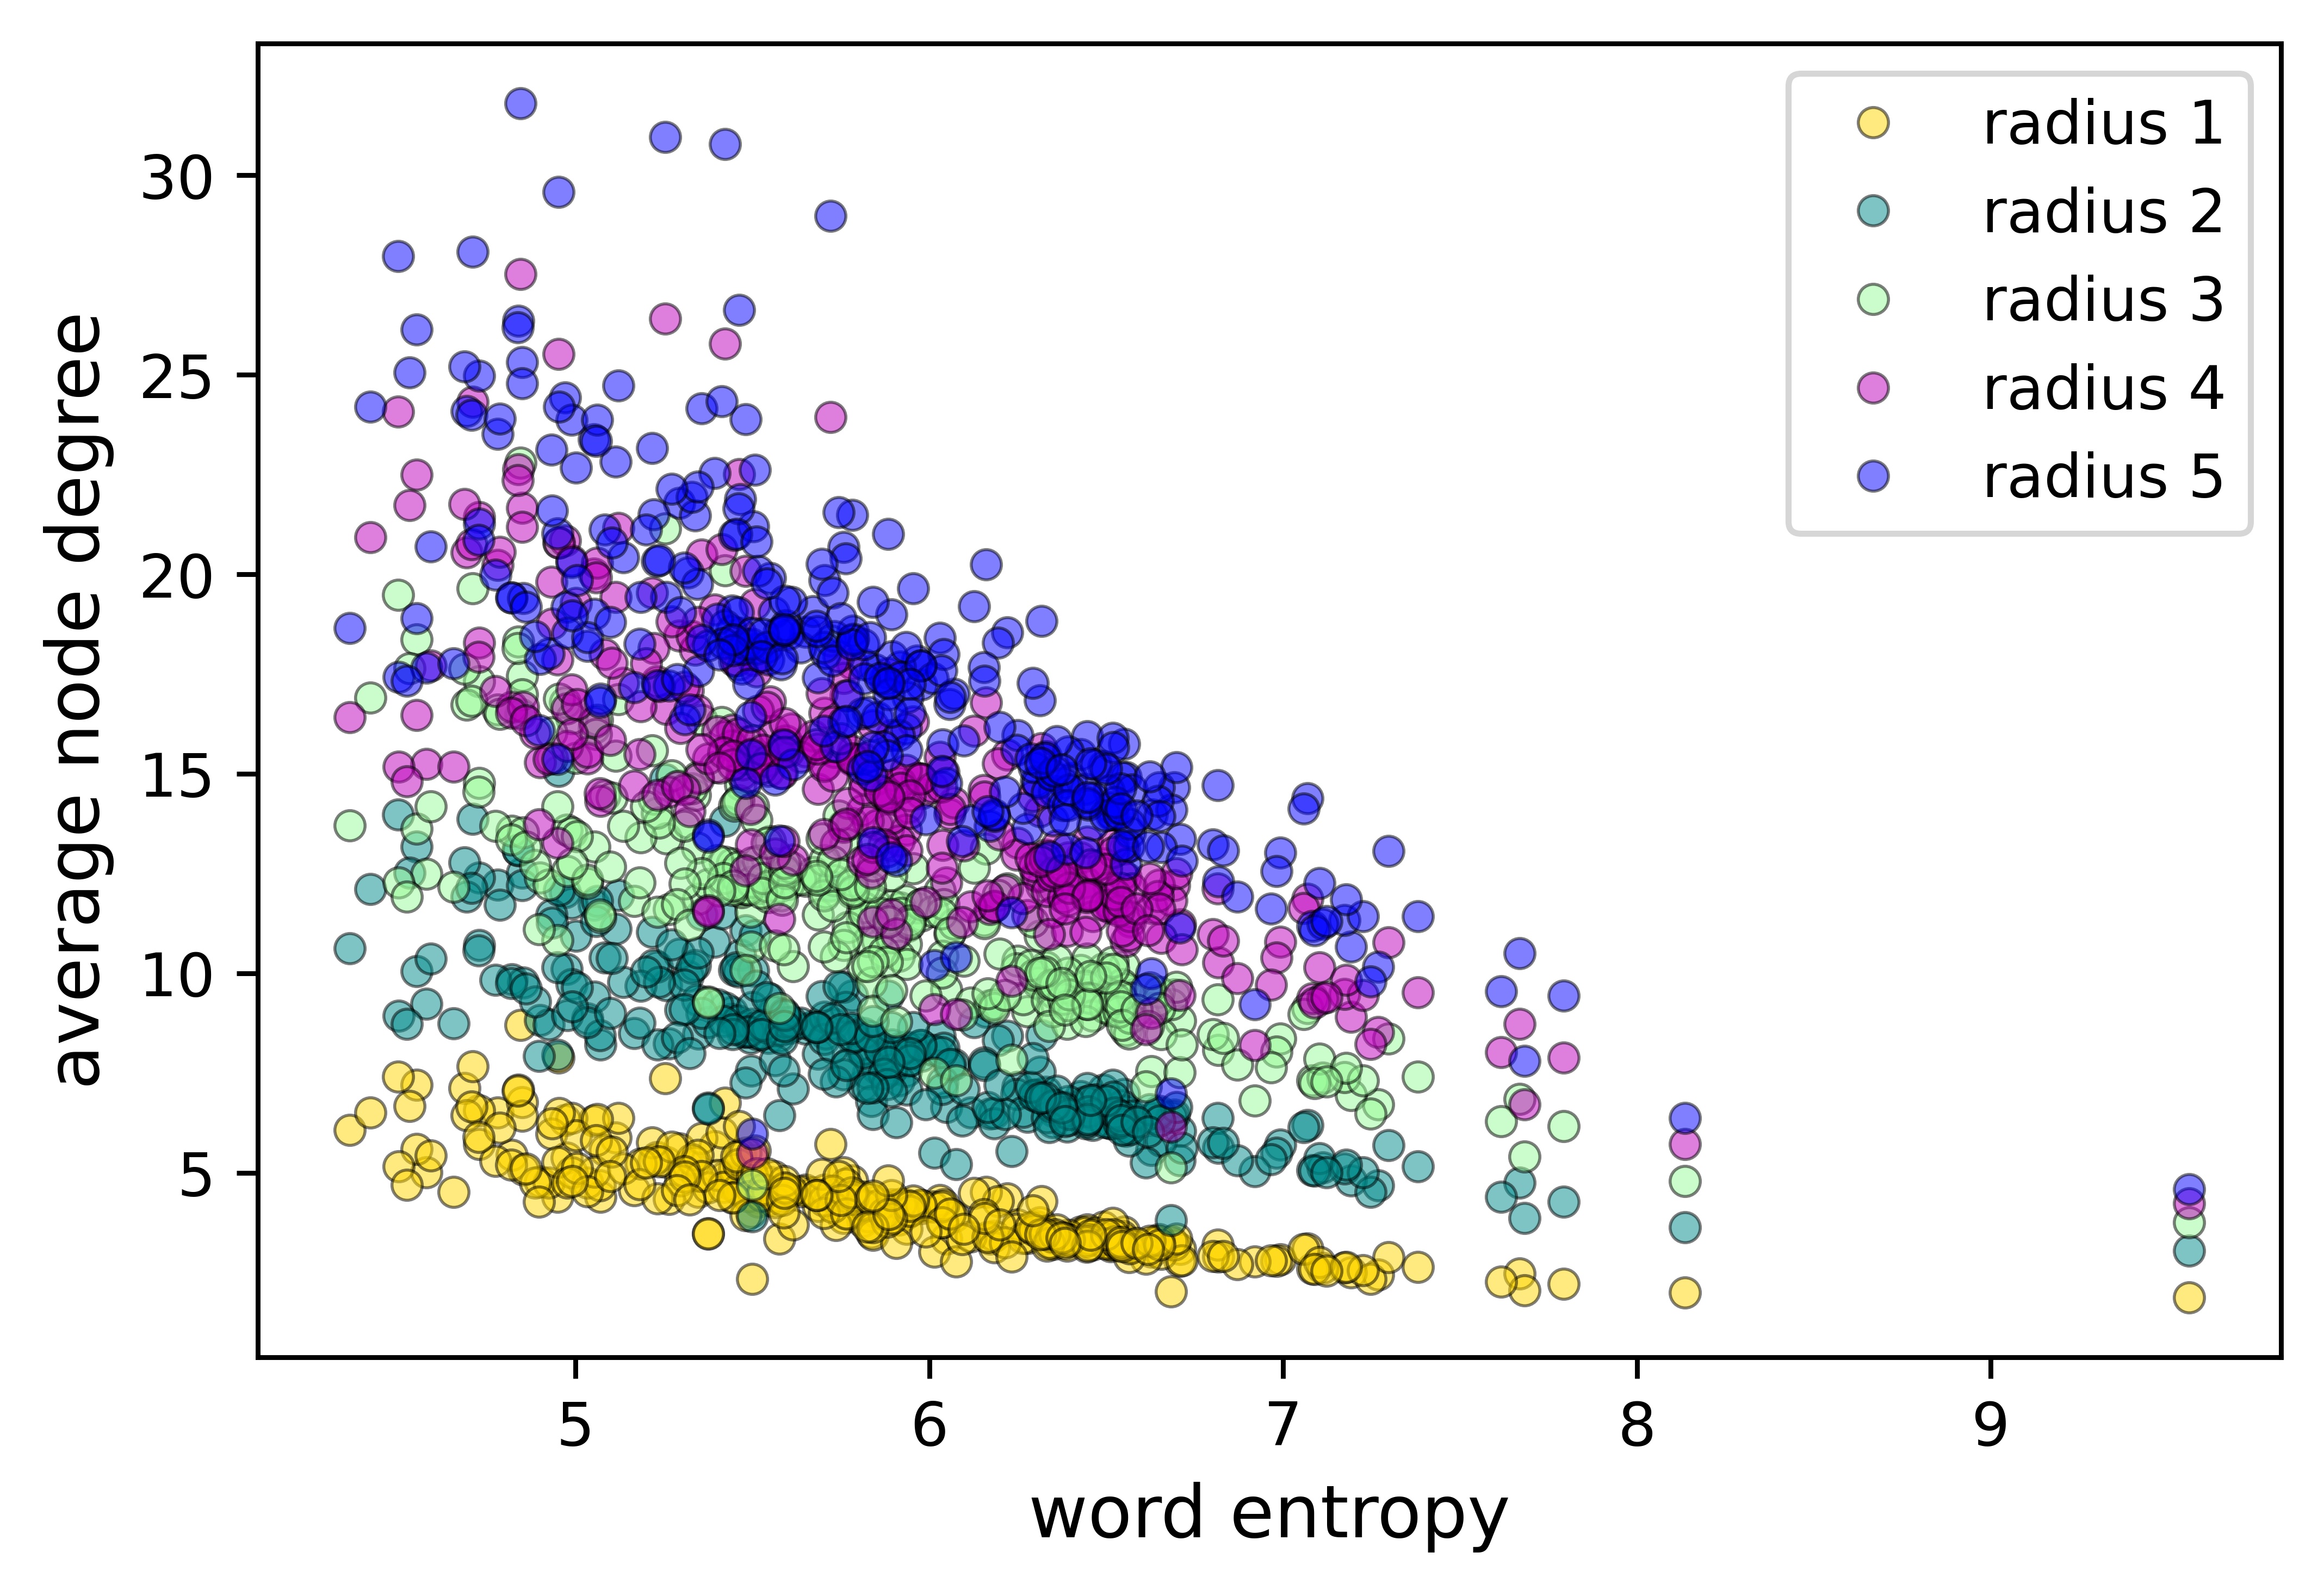 30
25
20
15
10
5
average node degree
radius 1
radius 2
radius 3
radius 4
radius 5
5 6 7 8 9
word entropy